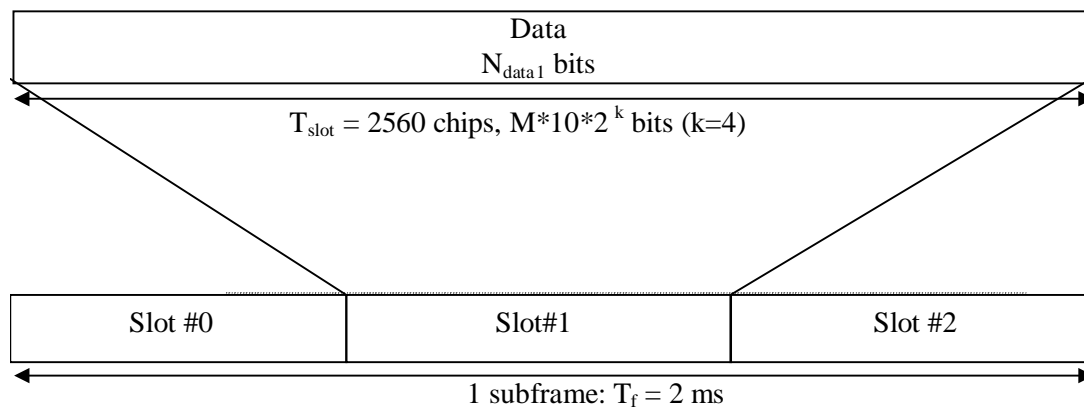 Data
N_data1 bits
T_slot = 2560 chips, M*10*2^k bits (k=4)
Slot #0 Slot#1 Slot #2
1 subframe: T_f = 2 ms